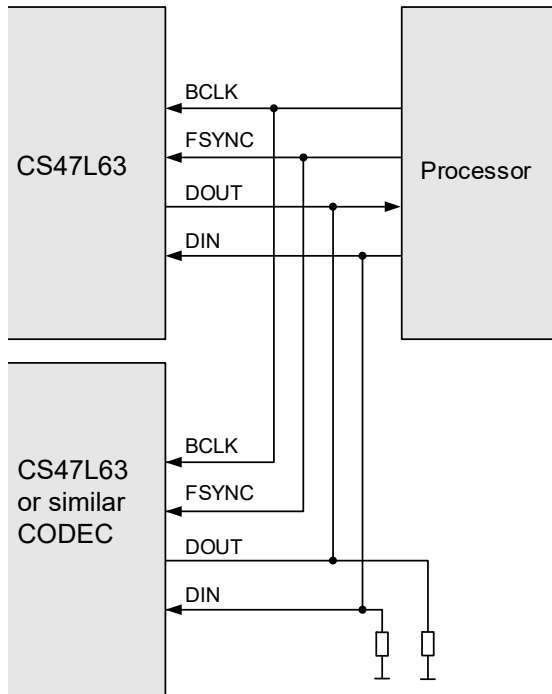 CS47L63
BCLK
FSYNC
DOUT
DIN
Processor
CS47L63
or similar
CODEC
BCLK
FSYNC
DOUT
DIN